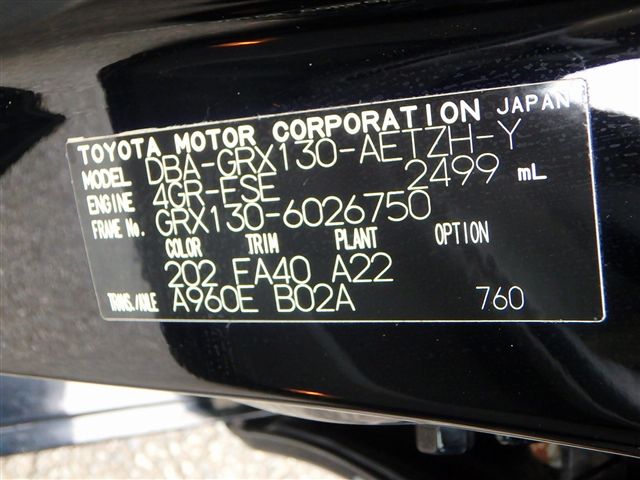 TOYOTA MOTOR CORPORATION JAPAN
MODEL DBA-GRX130-AETZH-Y
ENGINE 4GR-FSE 2499 mL
FRAME No. GRX130-6026750
COLOR TRIM PLANT OPTION
202 FA40 A22
TRANS./AXLE A960E B02A 760